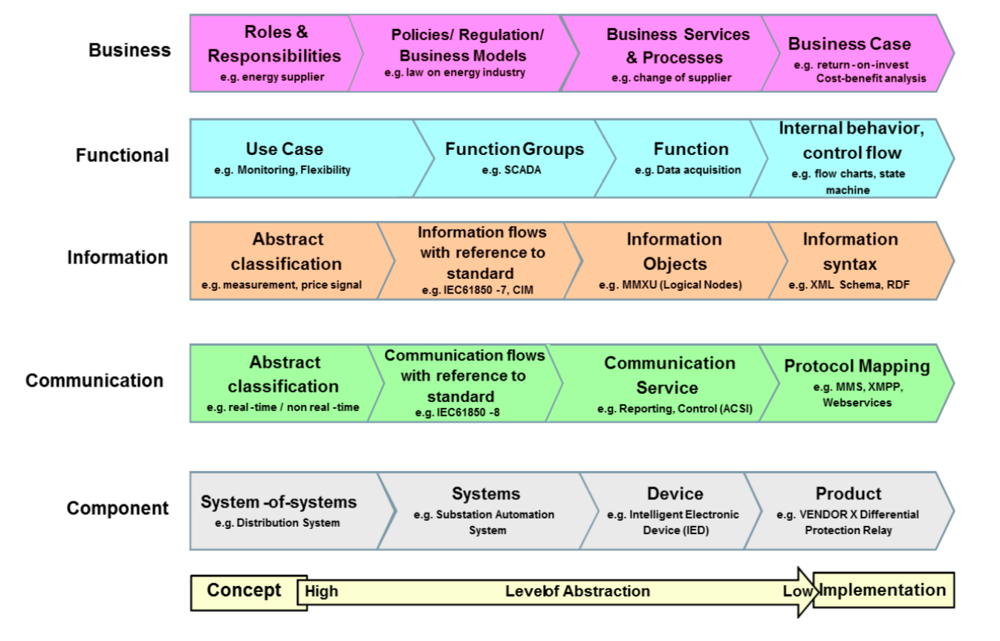 Business
Roles &
Responsibilities
e.g. energy supplier
Policies/ Regulation/
Business Models
e.g. law on energy industry
Business Services
& Processes
e.g. change of supplier
Business Case
e.g. return-on-invest
Cost-benefit analysis
Functional
Use Case
e.g. Monitoring, Flexibility
Function Groups
e.g. SCADA
Function
e.g. Data acquisition
Internal behavior,
control flow
e.g. flow charts, state
machine
Information
Abstract
classification
e.g. measurement, price signal
Information flows
with reference to
standard
e.g. IEC61850 -7, CIM
Information
Objects
e.g. MMXU (Logical Nodes)
Information
syntax
e.g. XML Schema, RDF
Communication
Abstract
classification
e.g. real-time / non real-time
Communication flows
with reference to
standard
e.g. IEC61850 -8
Communication
Service
e.g. Reporting, Control (ACSI)
Protocol Mapping
e.g. MMS, XMPP,
Webservices
Component
System -of-systems
e.g. Distribution System
Systems
e.g. Substation Automation
System
Device
e.g. Intelligent Electronic
Device (IED)
Product
e.g. VENDOR X Differential
Protection Relay
Concept
High
Levelof Abstraction
Low
Implementation